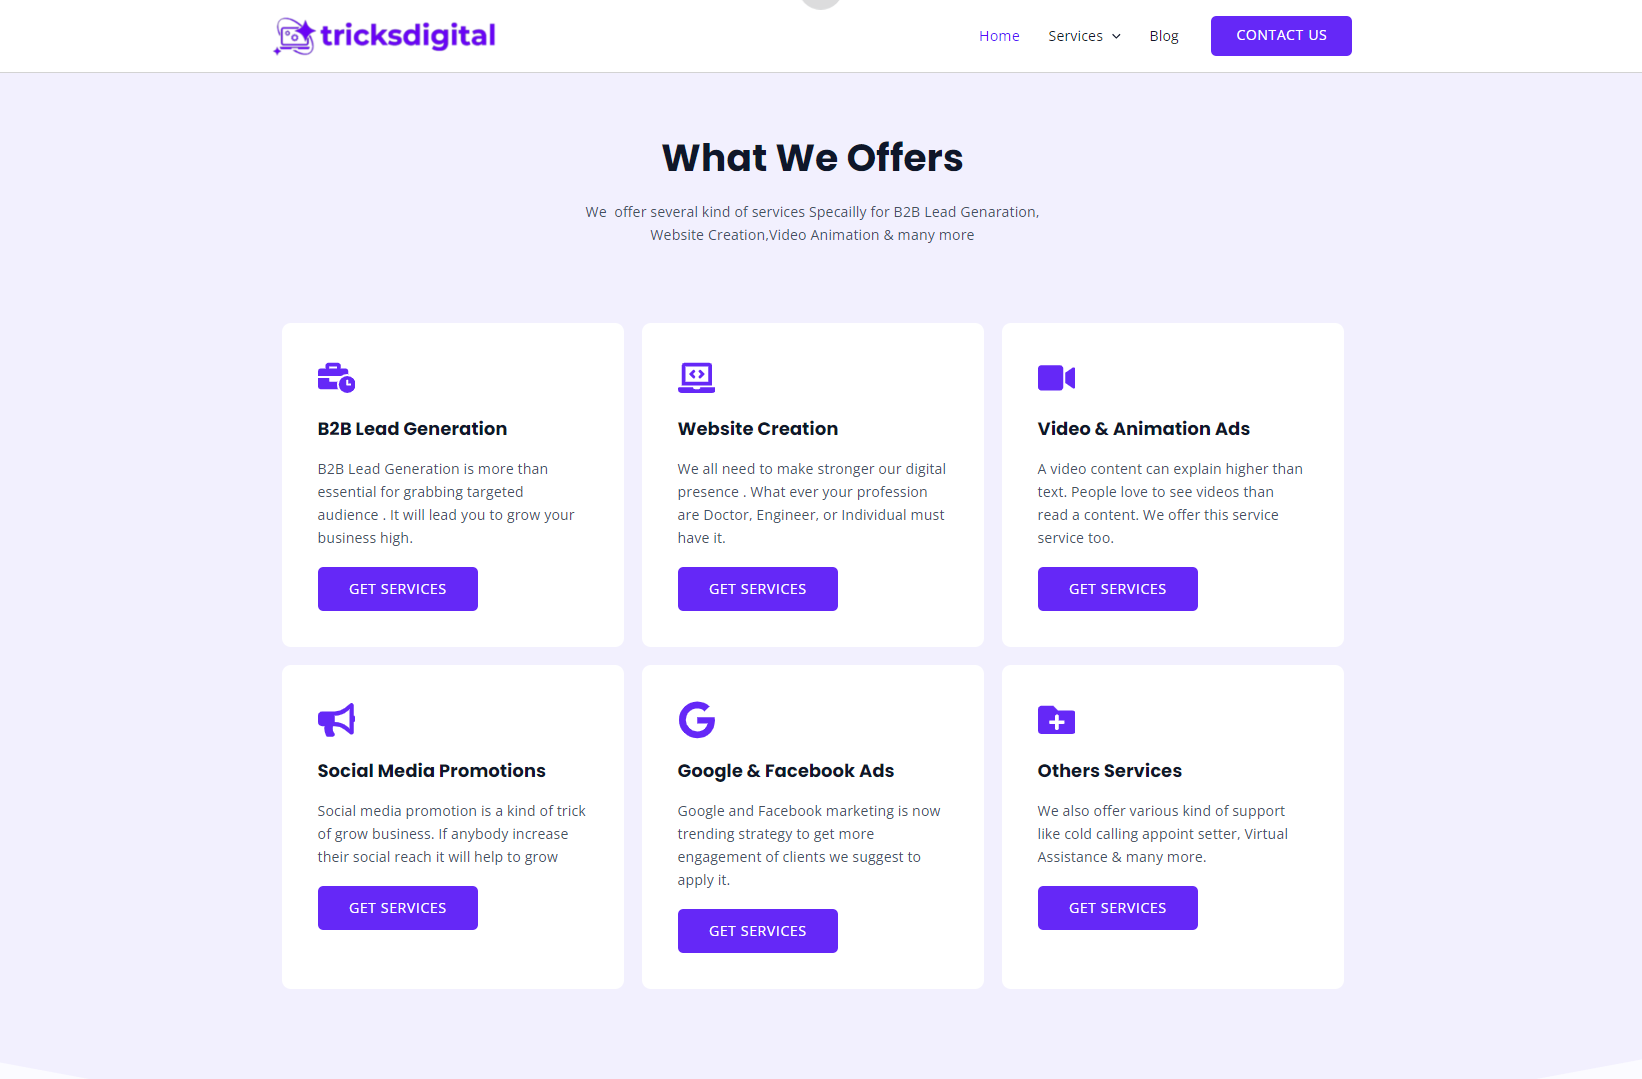 tricksdigital
Home
Services
Blog
CONTACT US
What We Offers
We offer several kind of services Specailly for B2B Lead Genaration,
Website Creation,Video Animation & many more
B2B Lead Generation
B2B Lead Generation is more than
essential for grabbing targeted
audience . It will lead you to grow your
business high.
GET SERVICES
Website Creation
We all need to make stronger our digital
presence . What ever your profession
are Doctor, Engineer, or Individual must
have it.
GET SERVICES
Video & Animation Ads
A video content can explain higher than
text. People love to see videos than
read a content. We offer this service
service too.
GET SERVICES
Social Media Promotions
Social media promotion is a kind of trick
of grow business. If anybody increase
their social reach it will help to grow
GET SERVICES
Google & Facebook Ads
Google and Facebook marketing is now
trending strategy to get more
engagement of clients we suggest to
apply it.
GET SERVICES
Others Services
We also offer various kind of support
like cold calling appoint setter, Virtual
Assistance & many more.
GET SERVICES